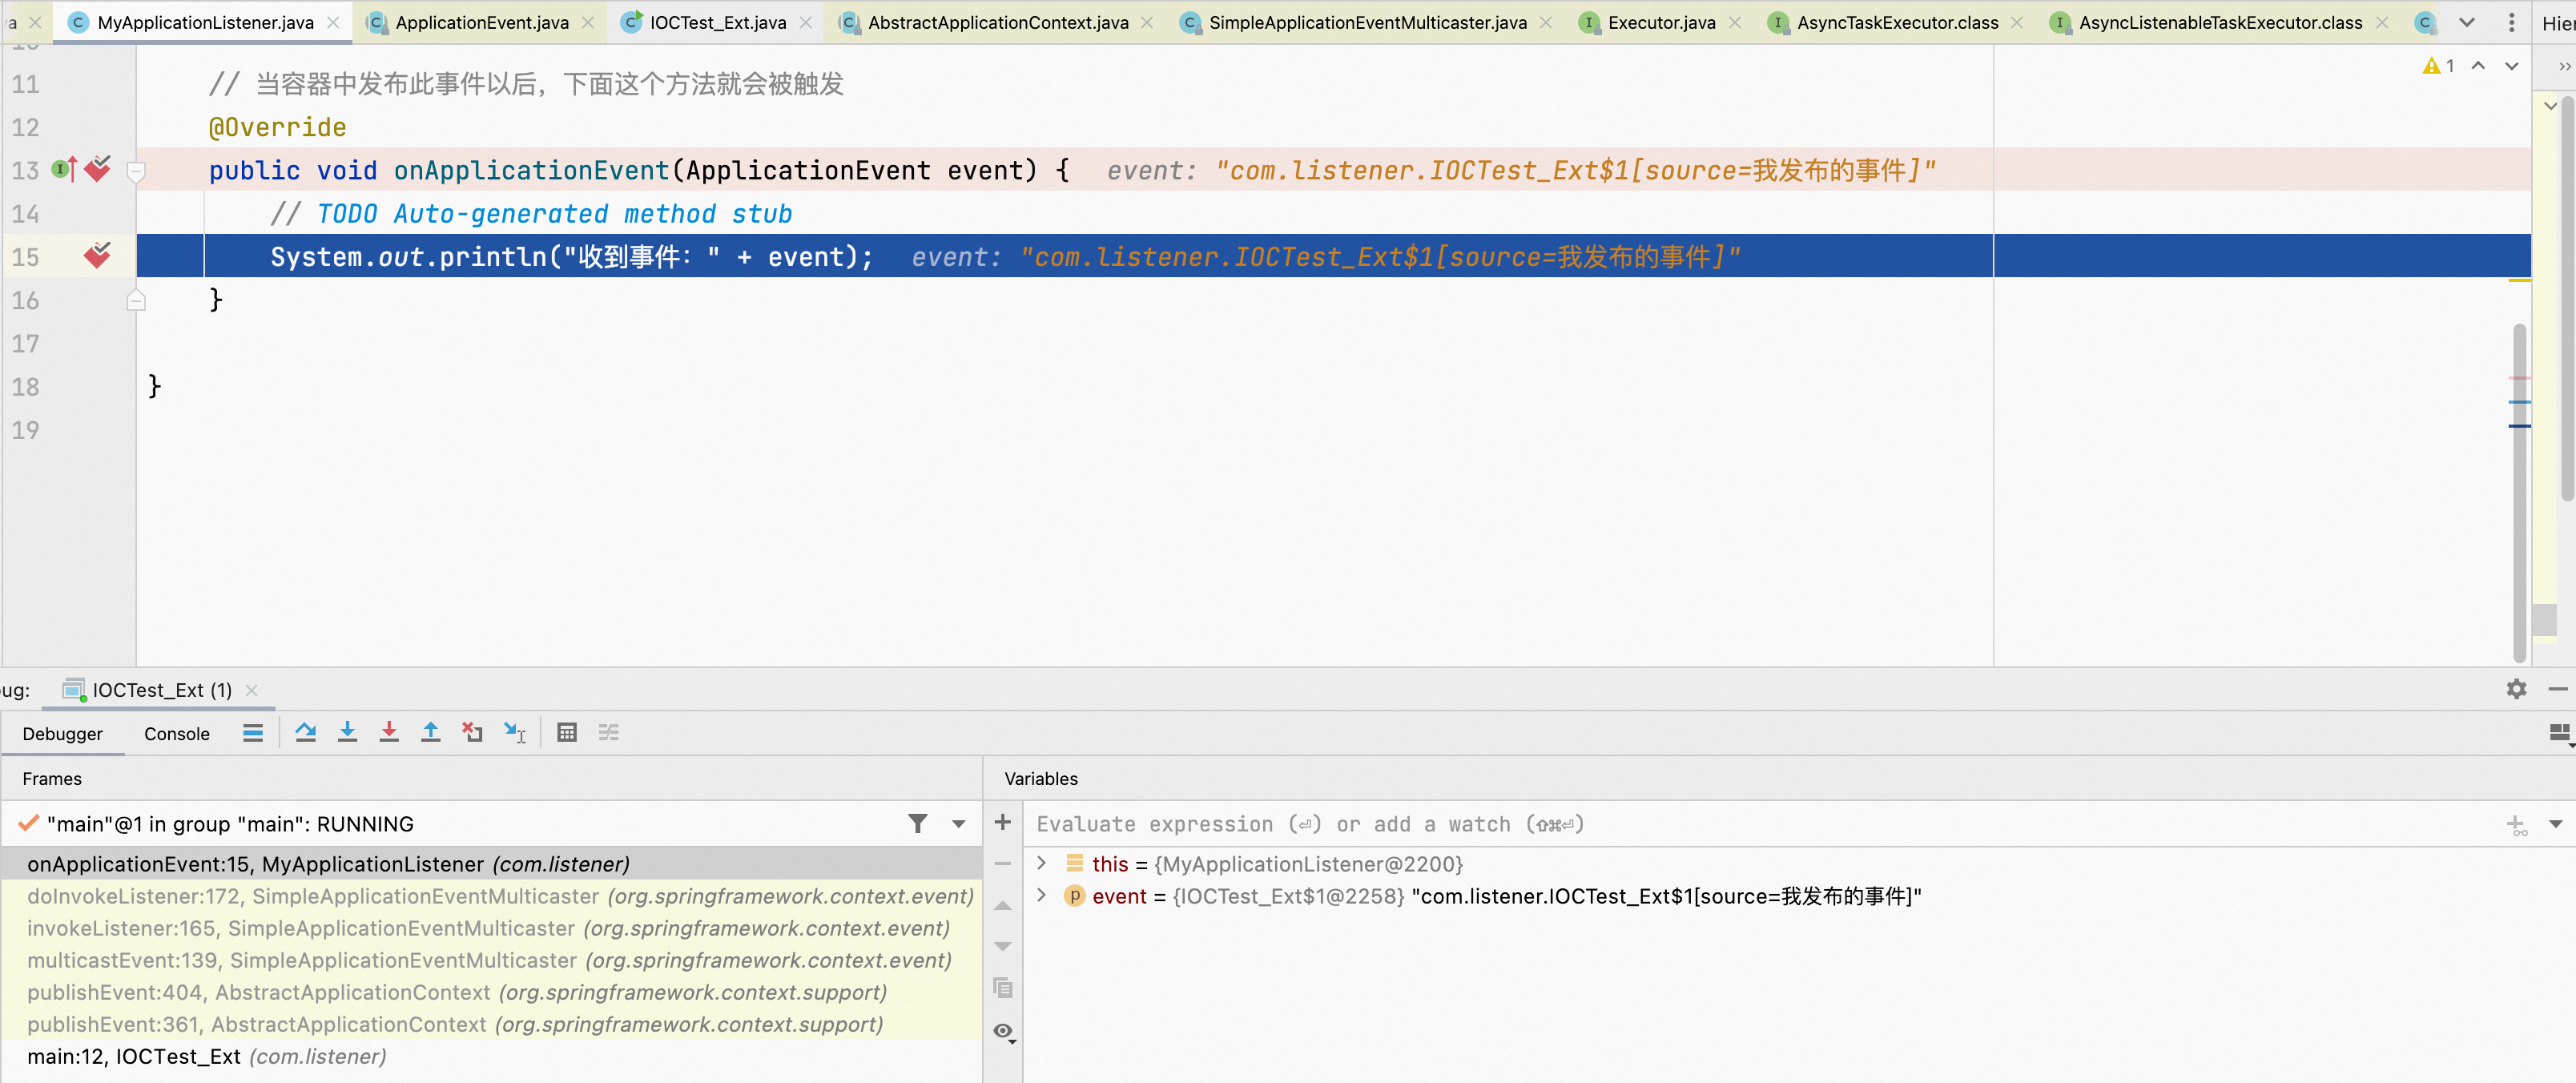 a MyApplicationListener.java ApplicationEvent.java IOCTest_Ext.java AbstractApplicationContext.java SimpleApplicationEventMulticaster.java Executor.java AsyncTaskExecutor.class AsyncListenableTaskExecutor.class Hier
1
11 // 当容器中发布此事件以后，下面这个方法就会被触发
12 @Override
13 public void onApplicationEvent(ApplicationEvent event) { event: "com.listener.IOCTest_Ext$1[source=我发布的事件]"
14 // TODO Auto-generated method stub
15 System.out.println("收到事件：" + event); event: "com.listener.IOCTest_Ext$1[source=我发布的事件]"
16 }
17
18 }
19
ug: IOCTest_Ext (1)
Debugger Console
Frames Variables
"main"@1 in group "main": RUNNING
Evaluate expression (⏎) or add a watch (⇧⌘⏎)
onApplicationEvent:15, MyApplicationListener (com.listener)
this = {MyApplicationListener@2200}
doInvokeListener:172, SimpleApplicationEventMulticaster (org.springframework.context.event)
event = {IOCTest_Ext$1@2258} "com.listener.IOCTest_Ext$1[source=我发布的事件]"
invokeListener:165, SimpleApplicationEventMulticaster (org.springframework.context.event)
multicastEvent:139, SimpleApplicationEventMulticaster (org.springframework.context.event)
publishEvent:404, AbstractApplicationContext (org.springframework.context.support)
publishEvent:361, AbstractApplicationContext (org.springframework.context.support)
main:12, IOCTest_Ext (com.listener)